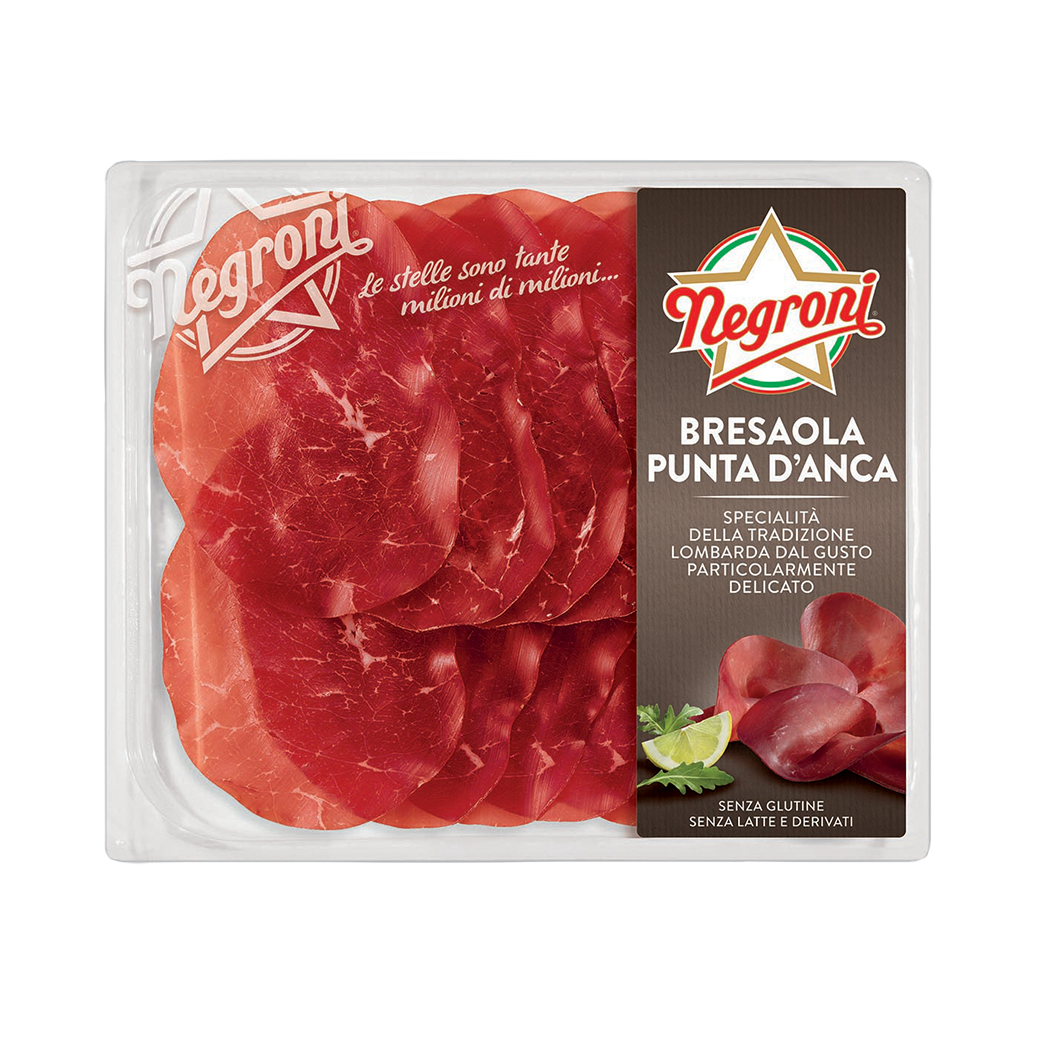 Negroni
Le stelle sono tante
milioni di milioni...
Negroni
BRESAOLA
PUNTA D'ANCA
SPECIALITÀ
DELLA TRADIZIONE
LOMBARDA DAL GUSTO
PARTICOLARMENTE
DELICATO
SENZA GLUTINE
SENZA LATTE E DERIVATI